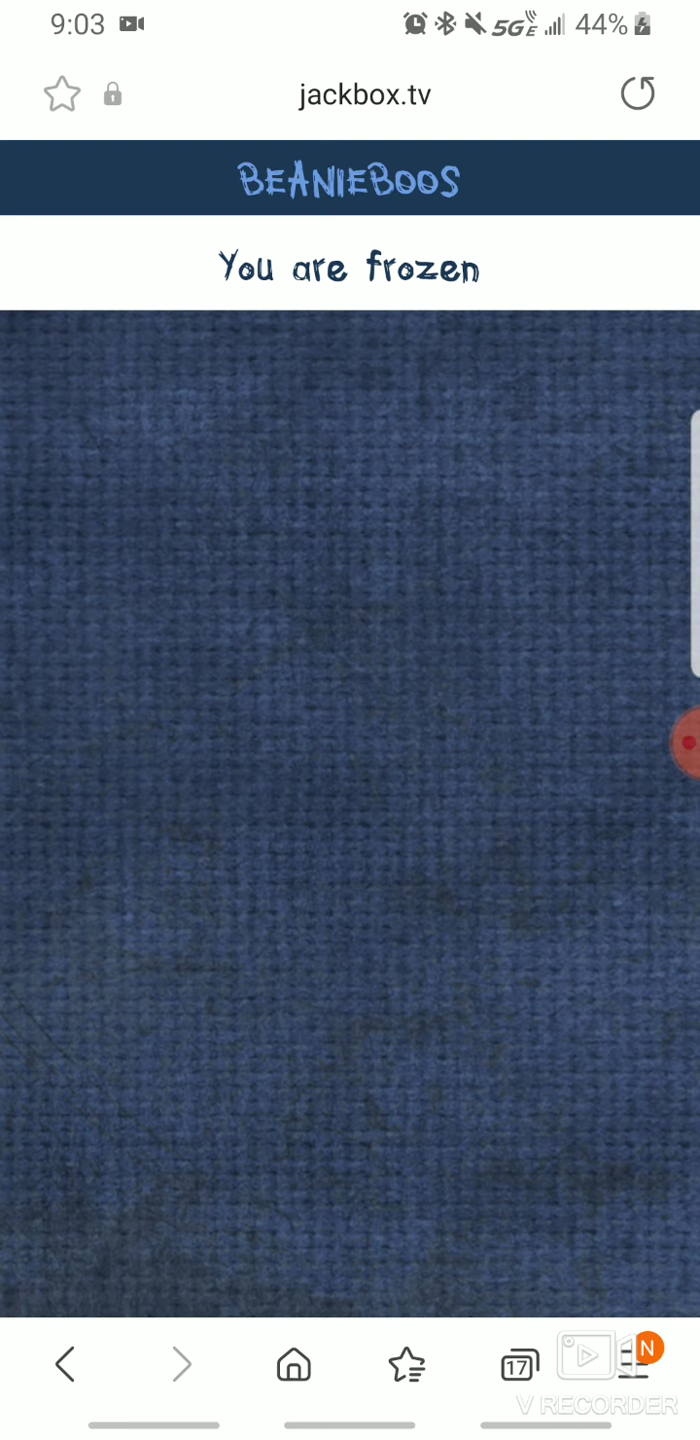 9:03 5GE 44%
jackbox.tv
BEANIEBOOS
You are frozen
17 N
V RECORDER